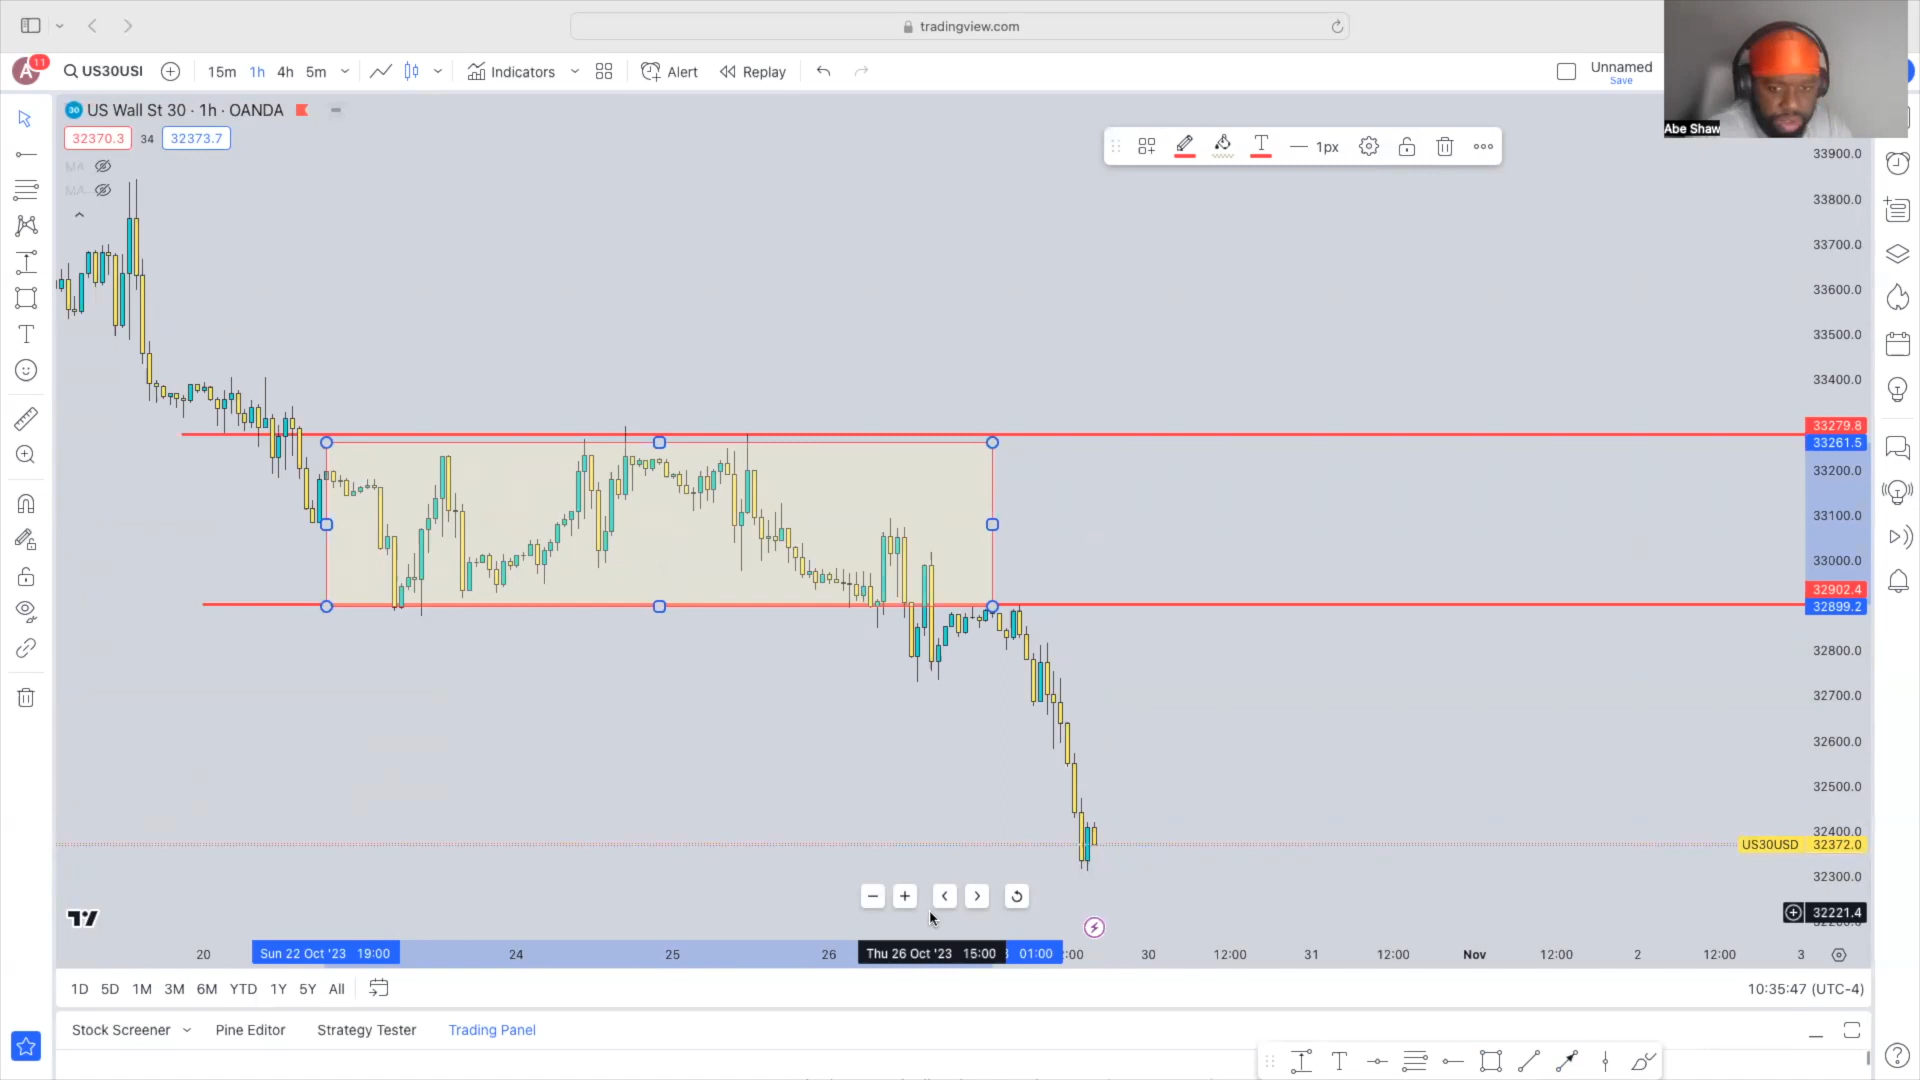 tradingview.com
A 11 US30USI 15m 1h 4h 5m Indicators Alert Replay Unnamed
Save
30 US Wall St 30 · 1h · OANDA
32370.3 34 32373.7
MA
MA
1px
Abe Shaw
33900.0
33800.0
33700.0
33600.0
33500.0
33400.0
33279.8
33261.5
33200.0
33100.0
33000.0
32902.4
32899.2
32800.0
32700.0
32600.0
32500.0
32400.0
US30USD 32372.0
32300.0
32221.4
20 Sun 22 Oct '23 19:00 24 25 26 Thu 26 Oct '23 15:00 01:00 :00 30 12:00 31 12:00 Nov 12:00 2 12:00 3
1D 5D 1M 3M 6M YTD 1Y 5Y All 10:35:47 (UTC-4)
Stock Screener Pine Editor Strategy Tester Trading Panel